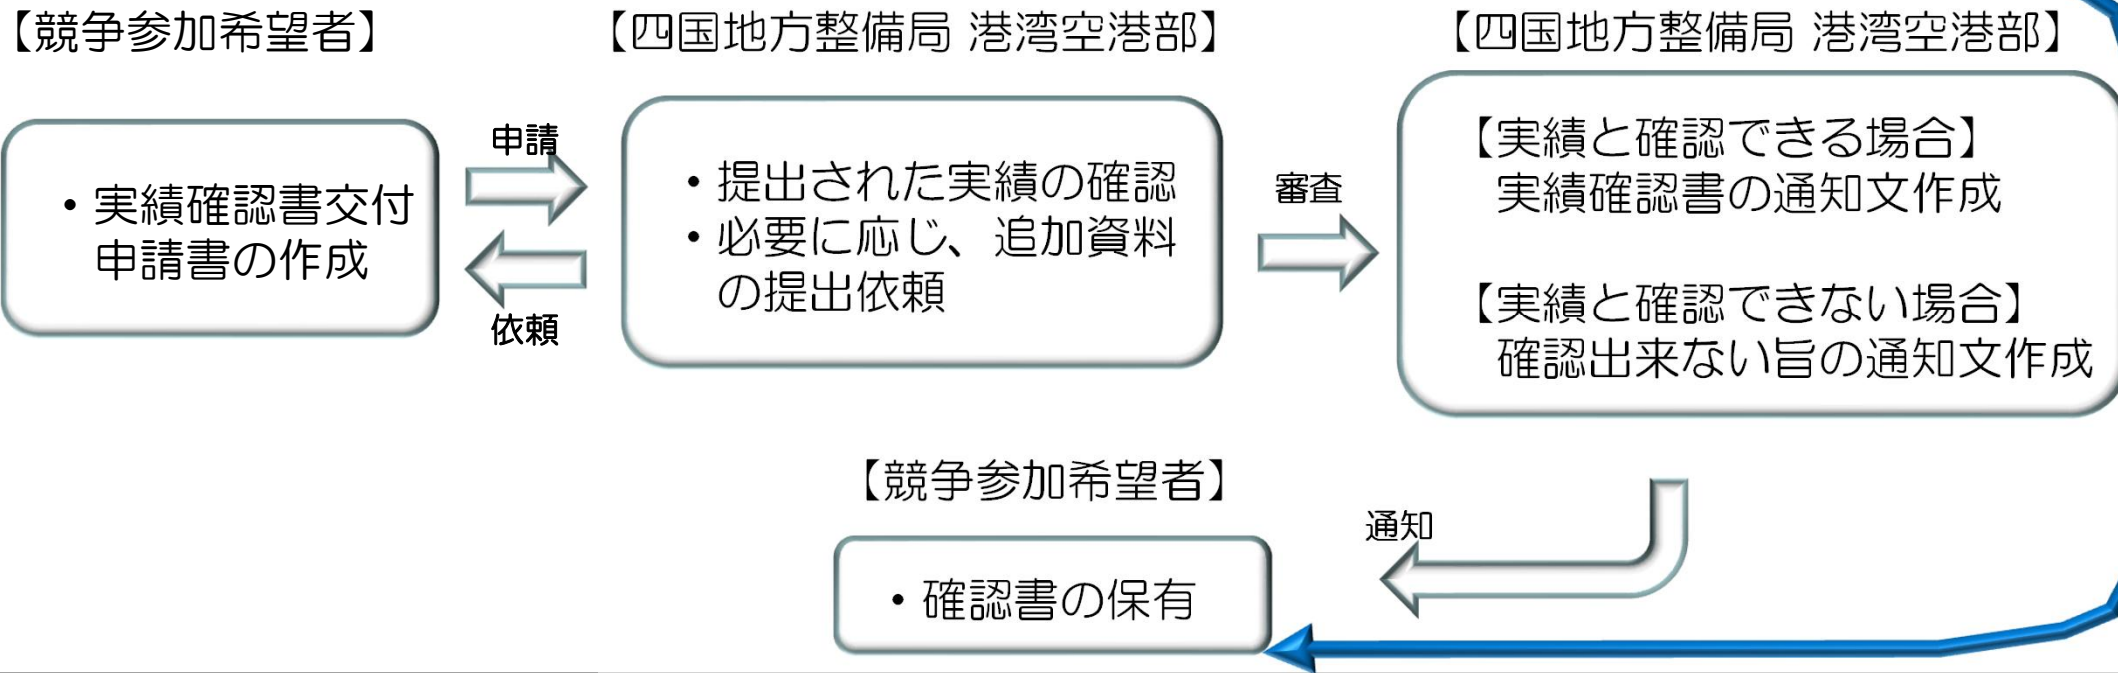 【競争参加希望者】
・実績確認書交付
申請書の作成
申請
依頼
【四国地方整備局 港湾空港部】
・提出された実績の確認
・必要に応じ、追加資料
の提出依頼
審査
【四国地方整備局 港湾空港部】
【実績と確認できる場合】
実績確認書の通知文作成
【実績と確認できない場合】
確認出来ない旨の通知文作成
通知
【競争参加希望者】
・確認書の保有